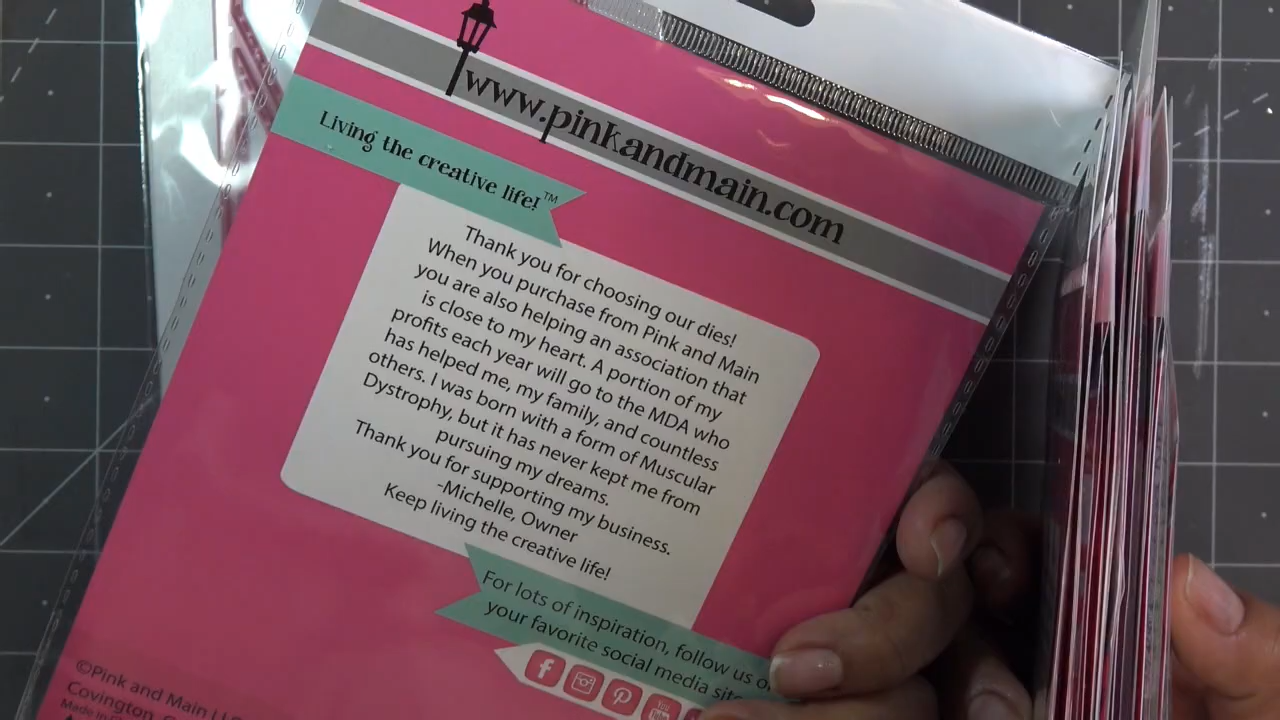 www.pinkandmain.com
Living the creative life!™
Thank you for choosing our dies!
When you purchase from Pink and Main
you are also helping an association that
is close to my heart. A portion of my
profits each year will go to the MDA who
has helped me, my family, and countless
others. I was born with a form of Muscular
Dystrophy, but it has never kept me from
pursuing my dreams.
Thank you for supporting my business.
-Michelle, Owner
Keep living the creative life!
For lots of inspiration, follow us
your favorite social media
You
©Pink and Main
Covington,
Made in